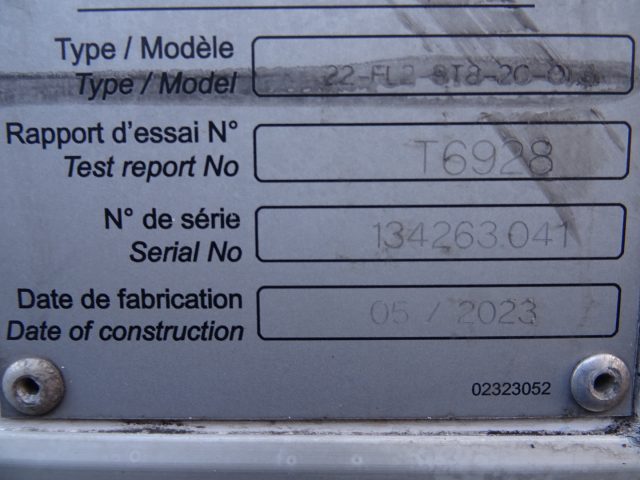 Type / Modèle
Type / Model
Rapport d'essai N° T6928
Test report No
N° de série 134263.041
Serial No
Date de fabrication 05 / 2023
Date of construction
02323052